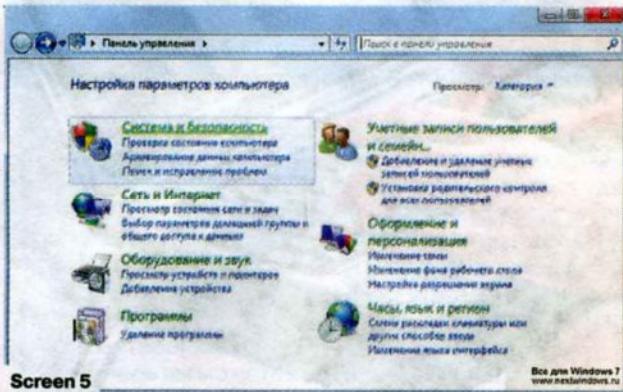 Панель управления
Поиск в панели управления
Настройка параметров компьютера
Просмотр: Категория
Система и безопасность
Проверка состояния компьютера
Архивирование данных компьютера
Поиск и исправление проблем
Сеть и Интернет
Просмотр состояния сети и задач
Выбор параметров домашней группы и
общего доступа к данным
Оборудование и звук
Просмотр устройств и принтеров
Добавление устройства
Программы
Удаление программы
Учетные записи пользователей
и семейн...
Добавление и удаление учетных
записей пользователей
Установка родительского контроля
для всех пользователей
Оформление и
персонализация
Изменение темы
Изменение фона рабочего стола
Настройка разрешения экрана
Часы, язык и регион
Смена раскладки клавиатуры или
других способов ввода
Изменение языка интерфейса
Screen 5
Все для Windows 7
www.nextwindows.ru